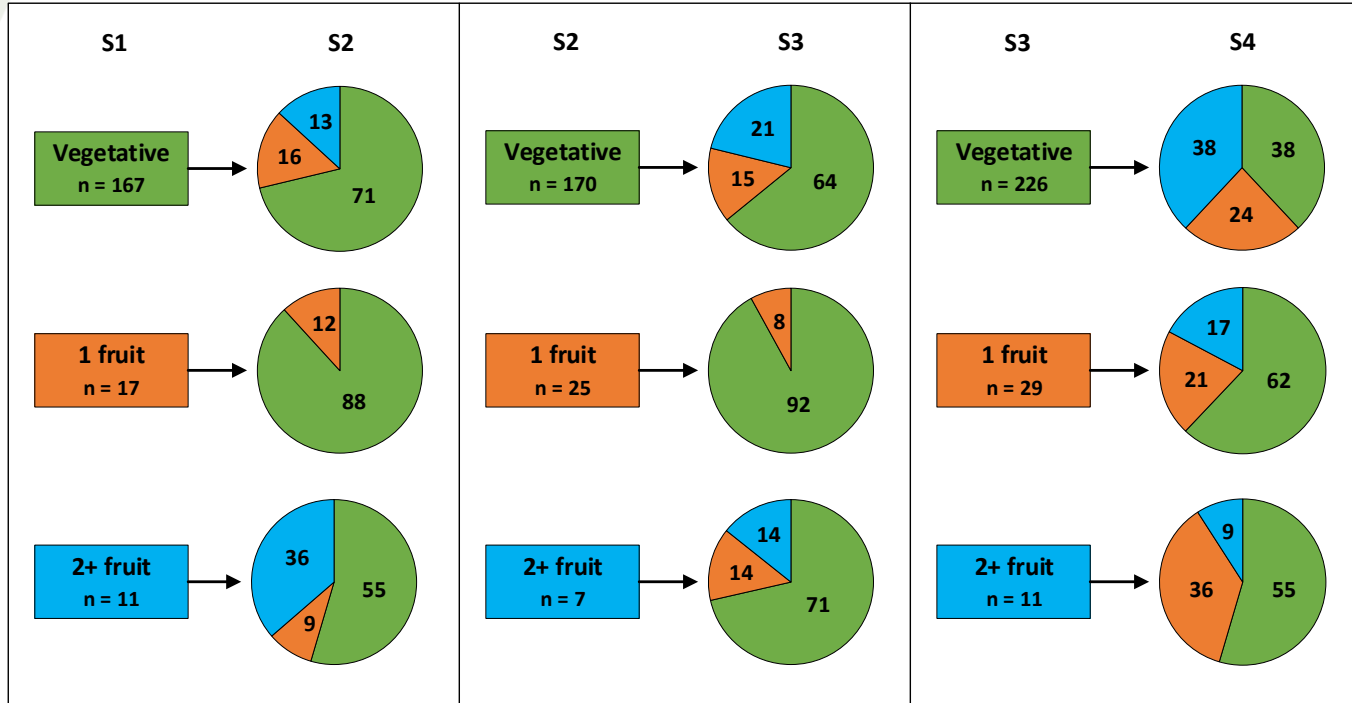 S1 S2 S2 S3 S3 S4
Vegetative
n = 167
13
16
71
Vegetative
n = 170
21
15
64
Vegetative
n = 226
38
38
24
1 fruit
n = 17
12
88
1 fruit
n = 25
8
92
1 fruit
n = 29
17
21
62
2+ fruit
n = 11
36
55
9
2+ fruit
n = 7
14
14
71
2+ fruit
n = 11
9
36
55